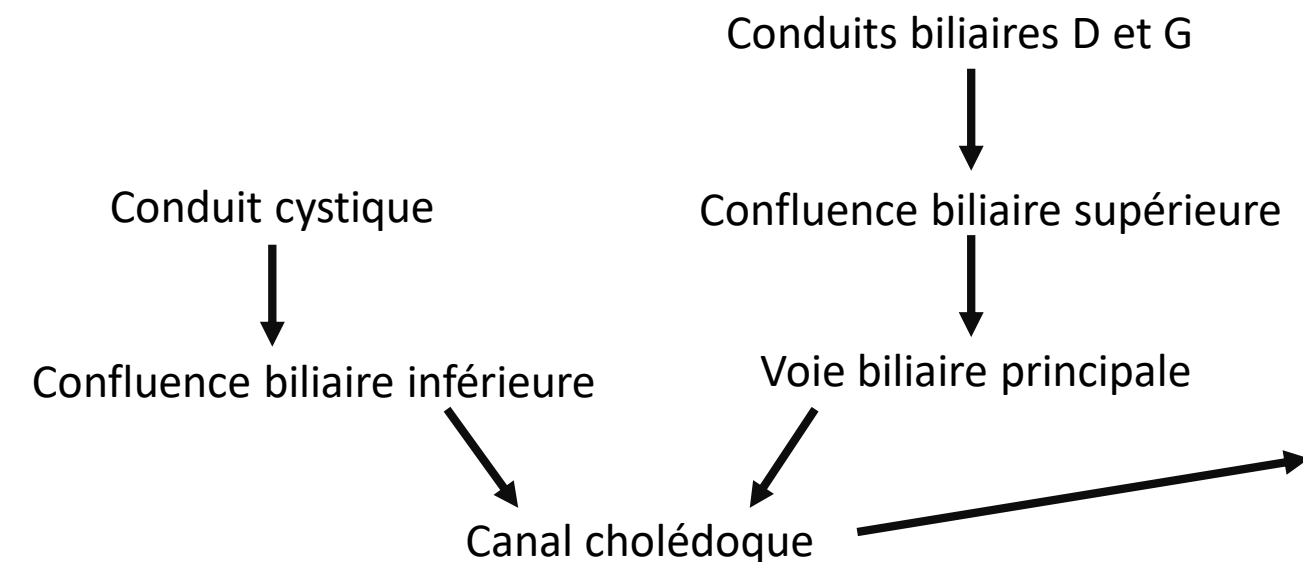 Conduits biliaires D et G
Conduit cystique
Confluence biliaire supérieure
Confluence biliaire inférieure
Voie biliaire principale
Canal cholédoque